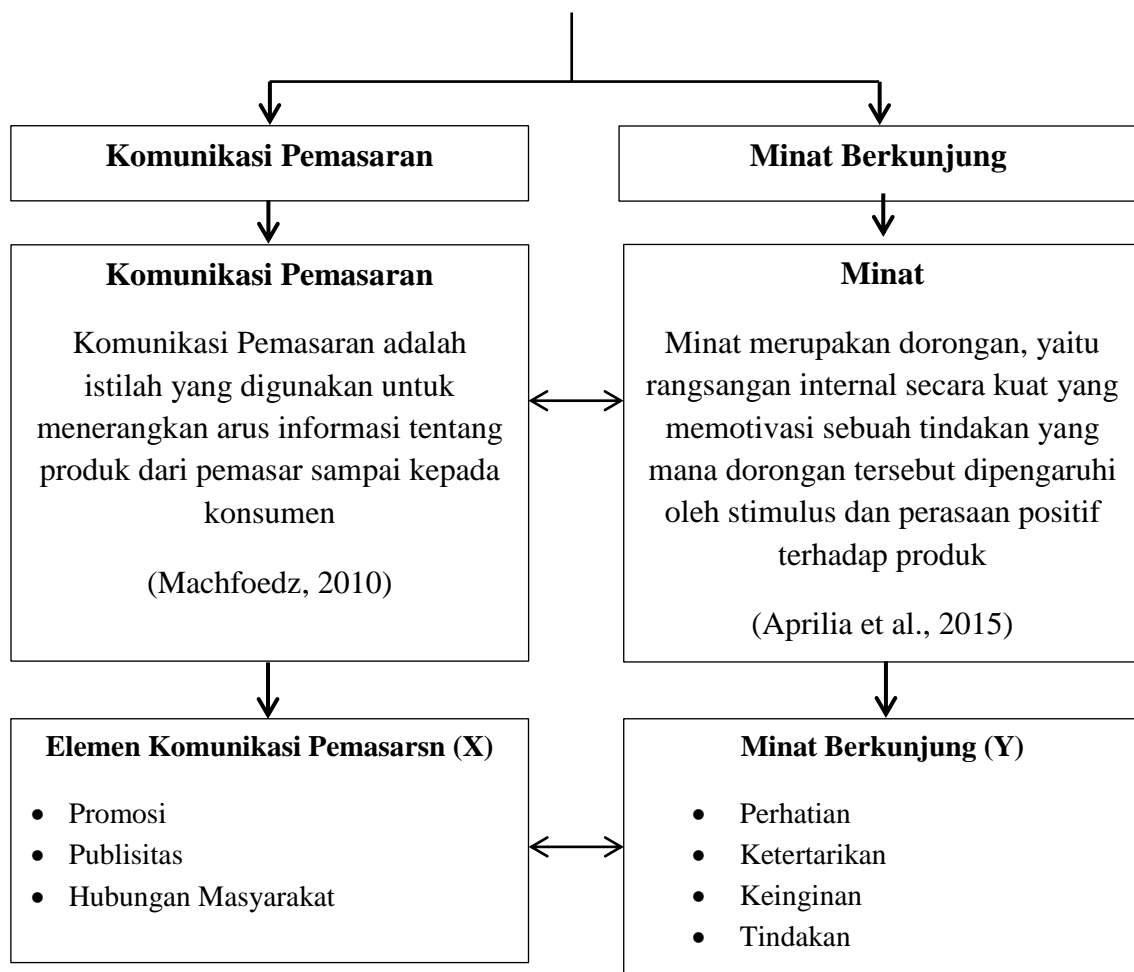 Komunikasi Pemasaran
Minat Berkunjung
Komunikasi Pemasaran
Komunikasi Pemasaran adalah
istilah yang digunakan untuk
menerangkan arus informasi tentang
produk dari pemasar sampai kepada
konsumen
(Machfoedz, 2010)
Minat
Minat merupakan dorongan, yaitu
rangsangan internal secara kuat yang
memotivasi sebuah tindakan yang
mana dorongan tersebut dipengaruhi
oleh stimulus dan perasaan positif
terhadap produk
(Aprilia et al., 2015)
Elemen Komunikasi Pemasarsn (X)
• Promosi
• Publisitas
• Hubungan Masyarakat
Minat Berkunjung (Y)
• Perhatian
• Ketertarikan
• Keinginan
• Tindakan